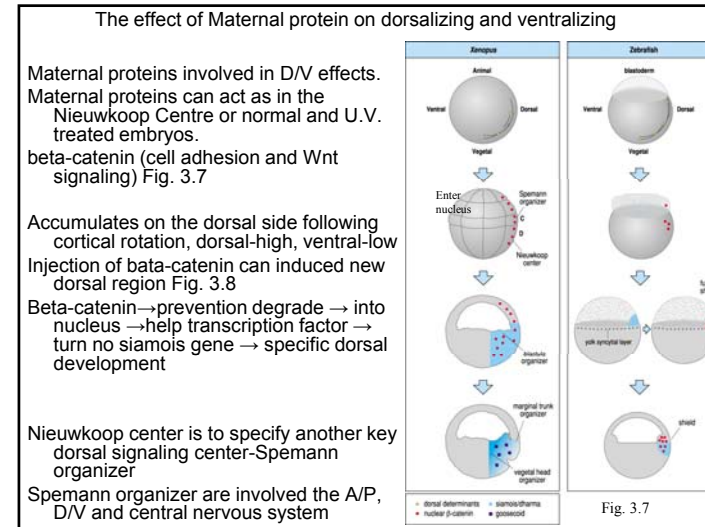 The effect of Maternal protein on dorsalizing and ventralizing
Maternal proteins involved in D/V effects.
Maternal proteins can act as in the
Nieuwkoop Centre or normal and U.V.
treated embryos.
beta-catenin (cell adhesion and Wnt
signaling) Fig. 3.7
Accumulates on the dorsal side following
cortical rotation, dorsal-high, ventral-low
Injection of bata-catenin can induced new
dorsal region Fig. 3.8
Beta-catenin→prevention degrade → into
nucleus →help transcription factor →
turn no siamois gene → specific dorsal
development
Nieuwkoop center is to specify another key
dorsal signaling center-Spemann
organizer
Spemann organizer are involved the A/P,
D/V and central nervous system
Xenopus
Animal
Ventral
Dorsal
Vegetal
Enter
nucleus
Spemann
organizer
C
D
Nieuwkoop
center
blastula
organizer
marginal trunk
organizer
vegetal head
organizer
Zebrafish
blastoderm
Ventral
Dorsal
Vegetal
yolk syncytial layer
shield
dorsal determinants
siamois/dharma
nuclear β-catenin
goosecoid
Fig. 3.7